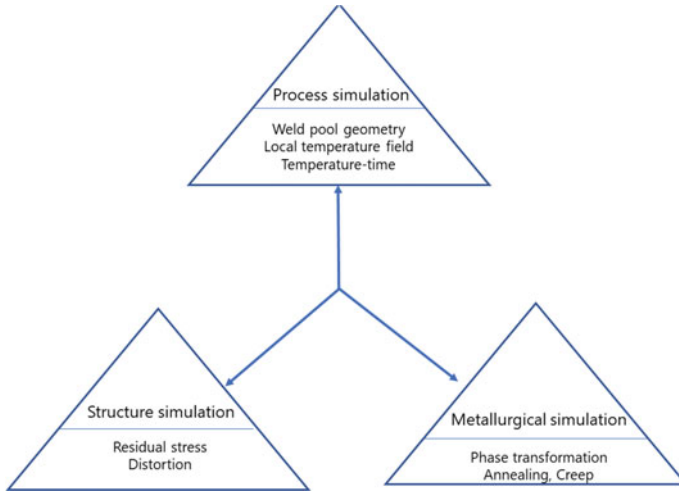 Process simulation
Weld pool geometry
Local temperature field
Temperature-time
Structure simulation
Residual stress
Distortion
Metallurgical simulation
Phase transformation
Annealing, Creep